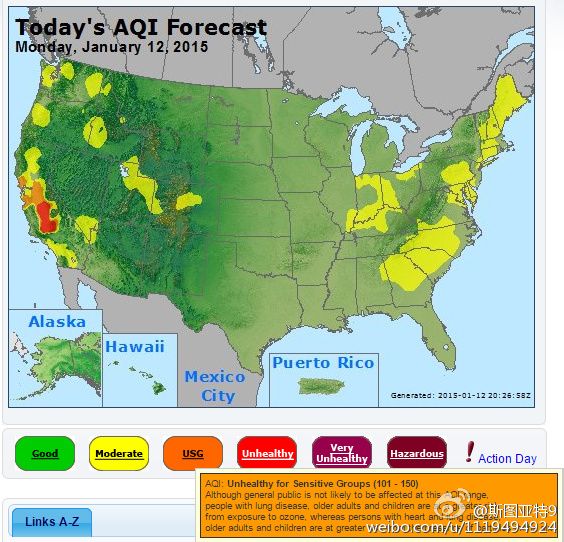 Today's AQI Forecast
Monday, January 12, 2015
Alaska
Hawaii
Mexico
City
Puerto Rico
Generated: 2015-01-12 20:26:58Z
Good
Moderate
USG
Unhealthy
Very
Unhealthy
Hazardous
! Action Day
AQI: Unhealthy for Sensitive Groups (101 - 150)
Although general public is not likely to be affected at this AQI range,
people with lung disease, older adults and children are at a greater
from exposure to ozone, whereas persons with heart and lung disease,
older adults and children are at greater
Links A-Z
@斯图亚特9
weibo.com/u/1119494924